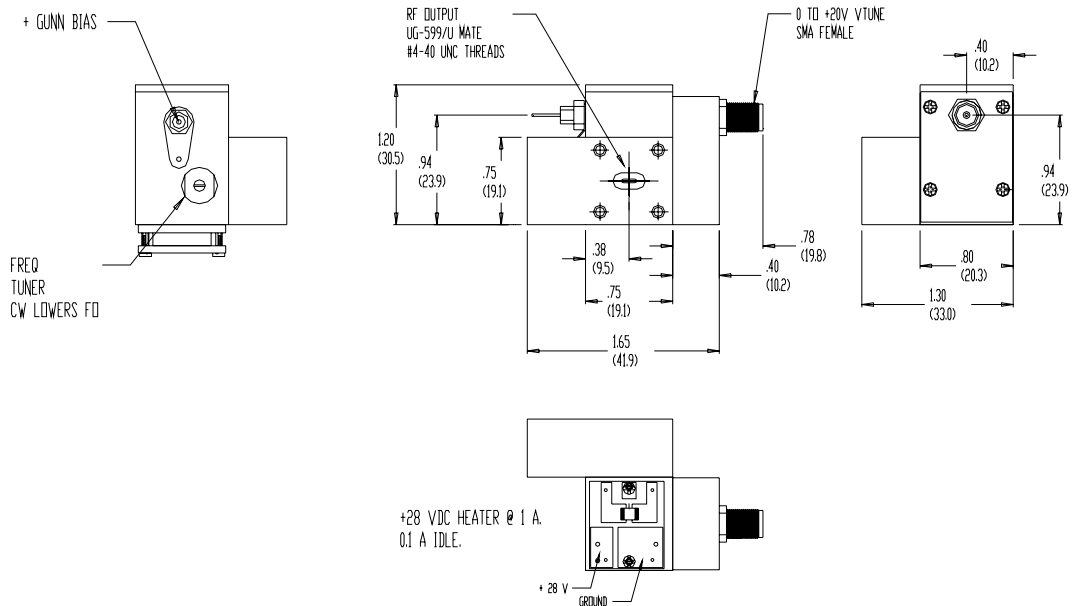 + GUNN BIAS
FREQ
TUNER
CW LOWERS FO
RF OUTPUT
UG-599/U MATE
#4-40 UNC THREADS
0 TO +20V VTUNE
SMA FEMALE
1.20
(30.5)
.94
(23.9)
.75
(19.1)
.38
(9.5)
.75
(19.1)
1.65
(41.9)
.40
(10.2)
.78
(19.8)
.40
(10.2)
.94
(23.9)
.80
(20.3)
1.30
(33.0)
+28 VDC HEATER @ 1 A.
0.1 A IDLE.
+ 28 V
GROUND